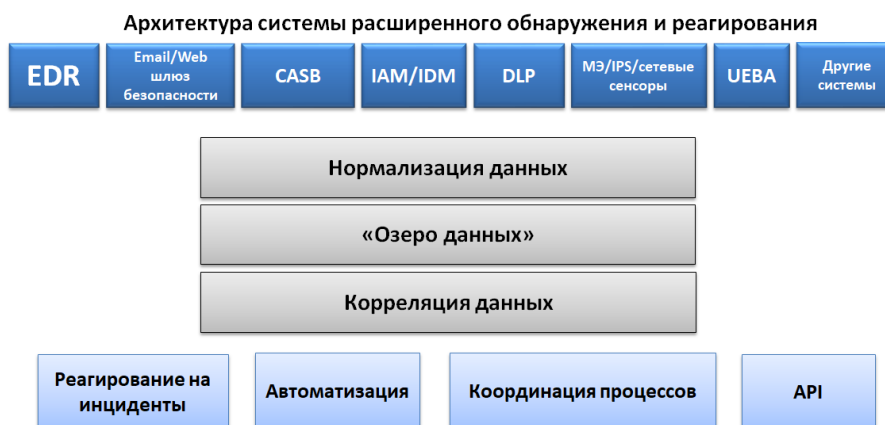 Архитектура системы расширенного обнаружения и реагирования
EDR
Email/Web
шлюз
безопасности
CASB
IAM/IDM
DLP
МЭ/IPS/сетевые
сенсоры
UEBA
Другие
системы
Нормализация данных
«Озеро данных»
Корреляция данных
Реагирование на
инциденты
Автоматизация
Координация процессов
API